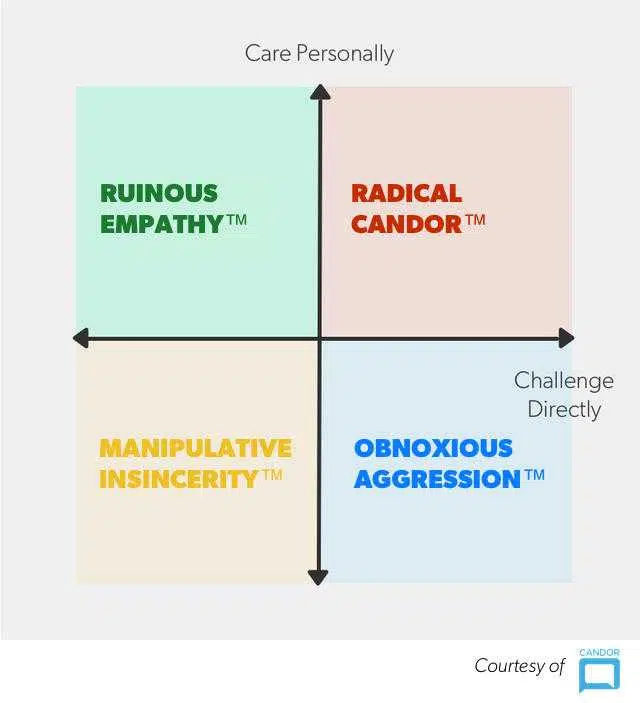 Care Personally
RUINOUS
EMPATHY™
RADICAL
CANDOR™
Challenge
Directly
MANIPULATIVE
INSINCERITY™
OBNOXIOUS
AGGRESSION™
Courtesy of
CANDOR